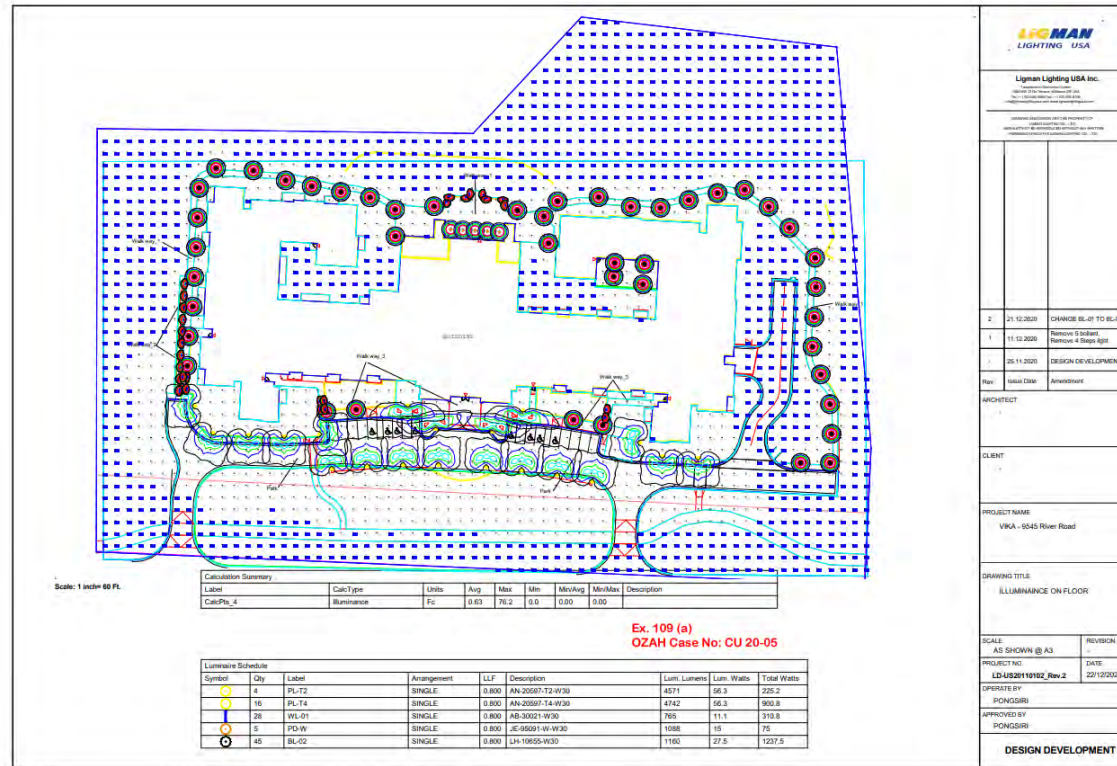 LIGMAN
LIGHTING USA
Ligman Lighting USA Inc.
Walk way_1
Walk way_1
Walk way_1
Walk way_3
Walk way_3
Park
Park
2 21.12.2020 CHANGE BL-01 TO BL-
1 11.12.2020 Remove 5 bollard,
Remove 4 Steps light
- 25.11.2020 DESIGN DEVELOPMEN
Rev Issue Date Amendment
ARCHITECT
-
CLIENT
-
PROJECT NAME
VIKA - 9545 River Road
DRAWING TITLE
ILLUMINAINCE ON FLOOR
SCALE REVISION
AS SHOWN @ A3 -
PROJECT NO. DATE
LD-US20110102_Rev.2 22/12/202
OPERATE BY
PONGSIRI
APPROVED BY
PONGSIRI
DESIGN DEVELOPMENT
Scale: 1 inch= 60 Ft.
Calculation Summary
Label CalcType Units Avg Max Min Min/Avg Min/Max Description
CalcPts_4 Illuminance Fc 0.63 76.2 0.0 0.00 0.00
Ex. 109 (a)
OZAH Case No: CU 20-05
Luminaire Schedule
Symbol Qty Label Arrangement LLF Description Lum. Lumens Lum. Watts Total Watts
4 PL-T2 SINGLE 0.800 AN-20597-T2-W30 4571 56.3 225.2
16 PL-T4 SINGLE 0.800 AN-20597-T4-W30 4742 56.3 900.8
28 WL-01 SINGLE 0.800 AB-30021-W30 765 11.1 310.8
5 PD-W SINGLE 0.800 JE-95091-W-W30 1088 15 75
45 BL-02 SINGLE 0.800 LH-10655-W30 1160 27.5 1237.5